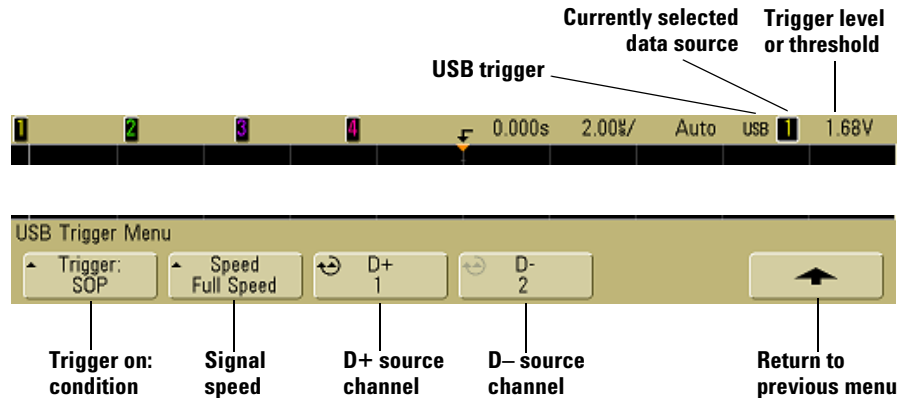 Currently selected
data source
Trigger level
or threshold
USB trigger
1 2 3 4 0.000s 2.00㎲/ Auto USB 1 1.68V
USB Trigger Menu
Trigger:
SOP
Speed
Full Speed
D+
1
D-
2
Trigger on:
condition
Signal
speed
D+ source
channel
D– source
channel
Return to
previous menu